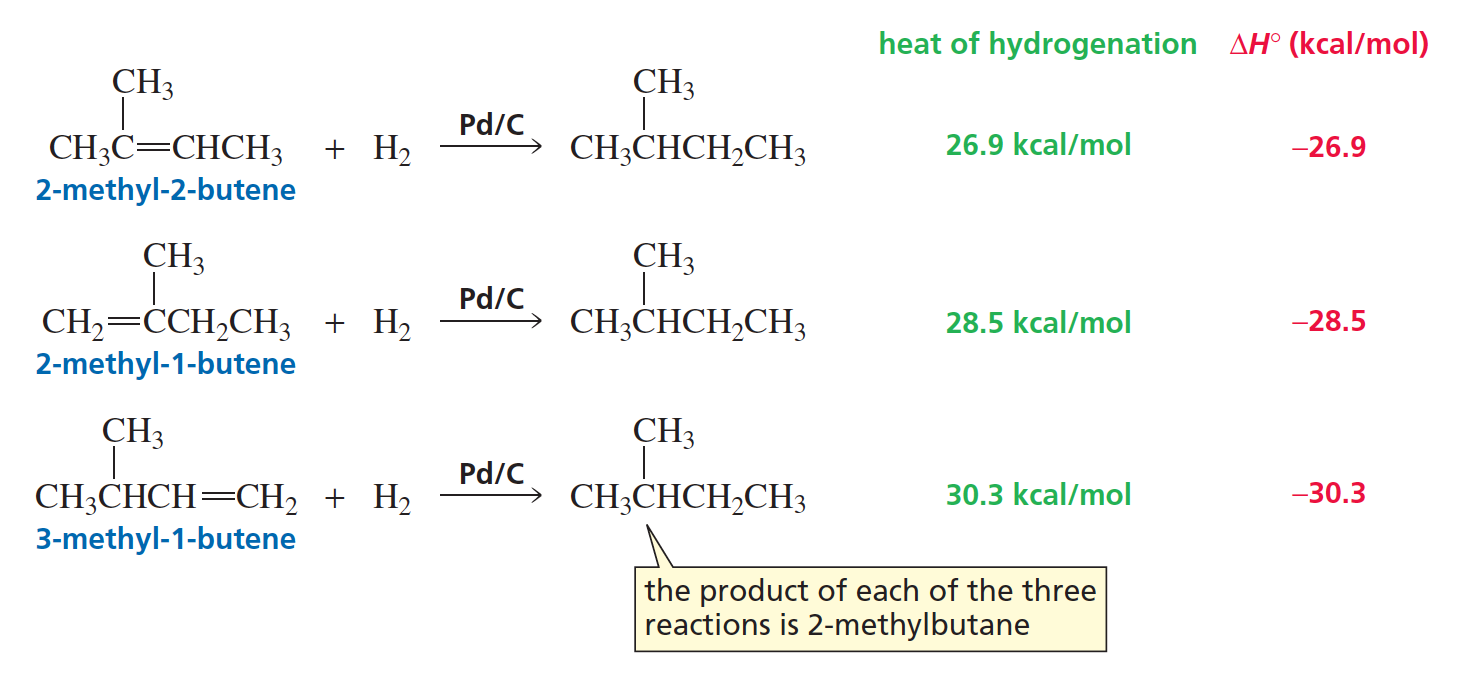 heat of hydrogenation ΔH° (kcal/mol)
CH₃ CH₃
CH₃C=CHCH₃ + H₂ Pd/C → CH₃CHCH₂CH₃ 26.9 kcal/mol –26.9
2-methyl-2-butene
CH₃ CH₃
CH₂=CCH₂CH₃ + H₂ Pd/C → CH₃CHCH₂CH₃ 28.5 kcal/mol –28.5
2-methyl-1-butene
CH₃ CH₃
CH₃CHCH=CH₂ + H₂ Pd/C → CH₃CHCH₂CH₃ 30.3 kcal/mol –30.3
3-methyl-1-butene
the product of each of the three
reactions is 2-methylbutane